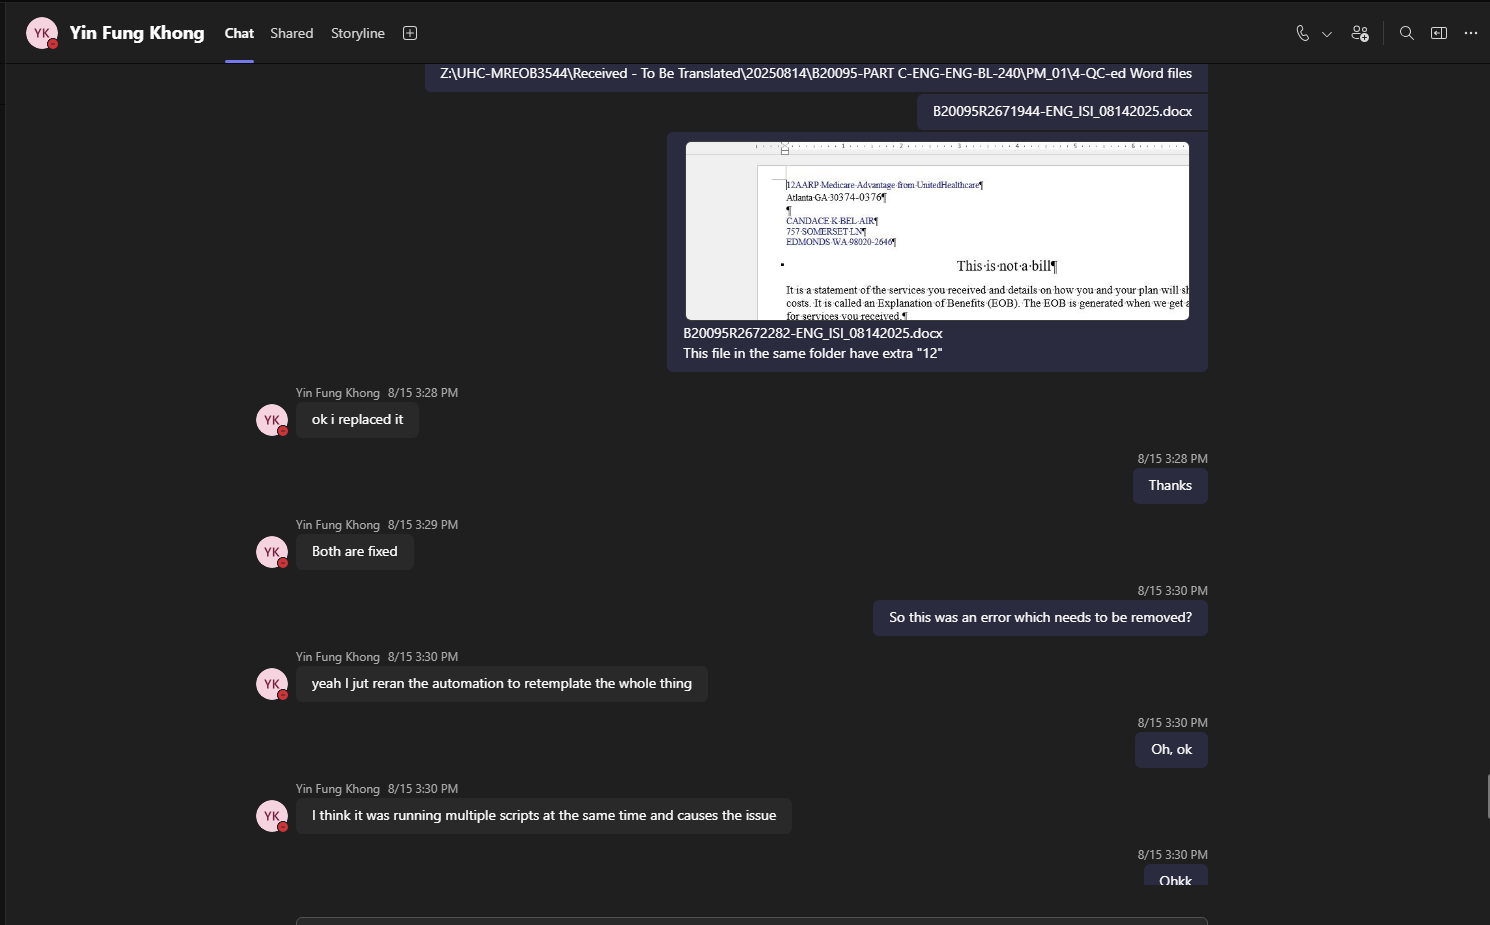 YK
Yin Fung Khong
Chat
Shared
Storyline
Z:\UHC-MREOB3544\Received - To Be Translated\20250814\B20095-PART C-ENG-ENG-BL-240\PM_01\4-QC-ed Word files
B20095R2671944-ENG_ISI_08142025.docx
1 2 3 4 5 6
12AARP·Medicare·Advantage·from·UnitedHealthcare¶
Atlanta·GA·30374-0376¶
¶
CANDACE·K·BEL·AIR¶
757·SOMERSET·LN¶
EDMONDS·WA·98020-2646¶
This·is·not·a·bill¶
It·is·a·statement·of·the·services·you·received·and·details·on·how·you·and·your·plan·will·sh
costs.·It·is·called·an·Explanation·of·Benefits·(EOB).·The·EOB·is·generated·when·we·get·a
for·services·you·received.¶
B20095R2672282-ENG_ISI_08142025.docx
This file in the same folder have extra "12"
Yin Fung Khong 8/15 3:28 PM
YK
ok i replaced it
8/15 3:28 PM
Thanks
Yin Fung Khong 8/15 3:29 PM
YK
Both are fixed
8/15 3:30 PM
So this was an error which needs to be removed?
Yin Fung Khong 8/15 3:30 PM
YK
yeah I jut reran the automation to retemplate the whole thing
8/15 3:30 PM
Oh, ok
Yin Fung Khong 8/15 3:30 PM
YK
I think it was running multiple scripts at the same time and causes the issue
8/15 3:30 PM
Ohkk